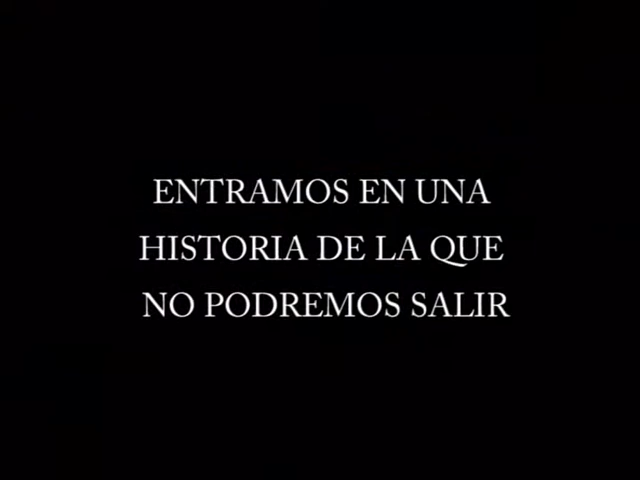 ENTRAMOS EN UNA
HISTORIA DE LA QUE
NO PODREMOS SALIR